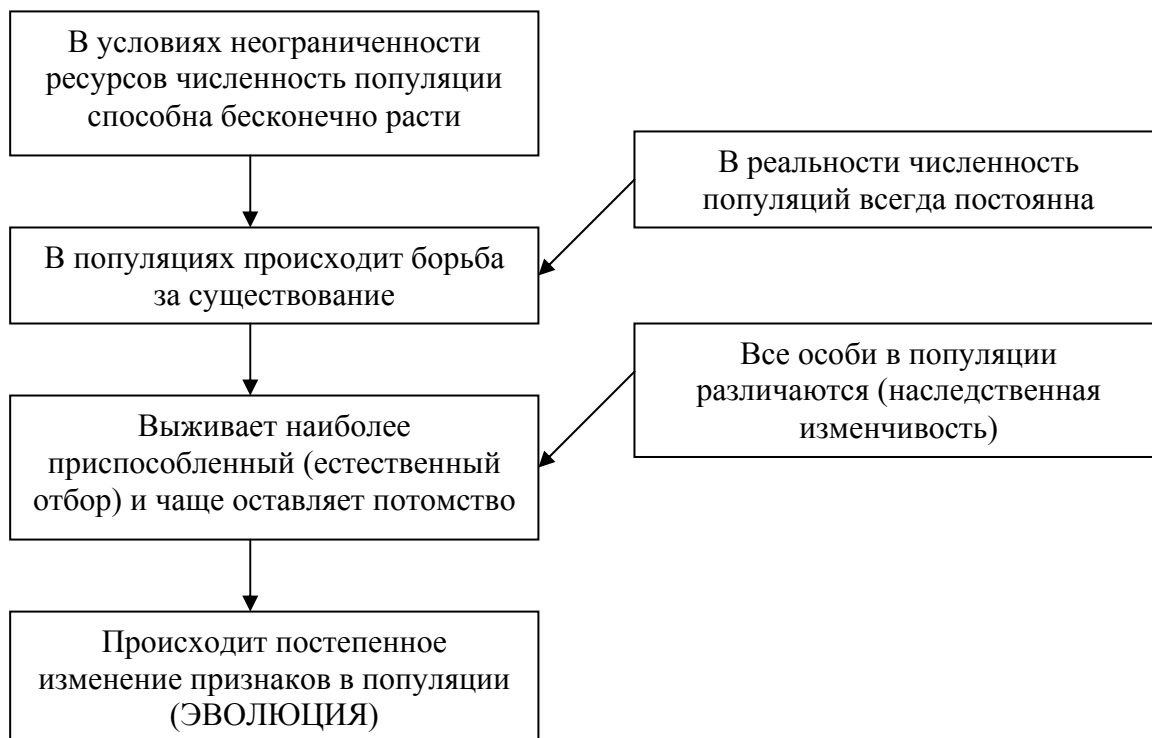 В условиях неограниченности
ресурсов численность популяции
способна бесконечно расти
В реальности численность
популяций всегда постоянна
В популяциях происходит борьба
за существование
Все особи в популяции
различаются (наследственная
изменчивость)
Выживает наиболее
приспособленный (естественный
отбор) и чаще оставляет потомство
Происходит постепенное
изменение признаков в популяции
(ЭВОЛЮЦИЯ)